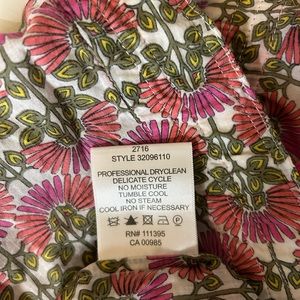 2716
STYLE 32096110
PROFESSIONAL DRYCLEAN
DELICATE CYCLE
NO MOISTURE
TUMBLE COOL
NO STEAM
COOL IRON IF NECESSARY
RN# 111395
CA 00985